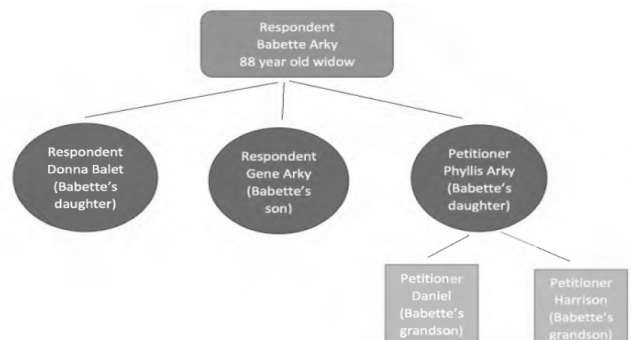 Respondent
Babette Arky
88 year old widow
Respondent
Donna Balet
(Babette's
daughter)
Respondent
Gene Arky
(Babette's
son)
Petitioner
Phyllis Arky
(Babette's
daughter)
Petitioner
Daniel
(Babette's
grandson)
Petitioner
Harrison
(Babette's
grandson)